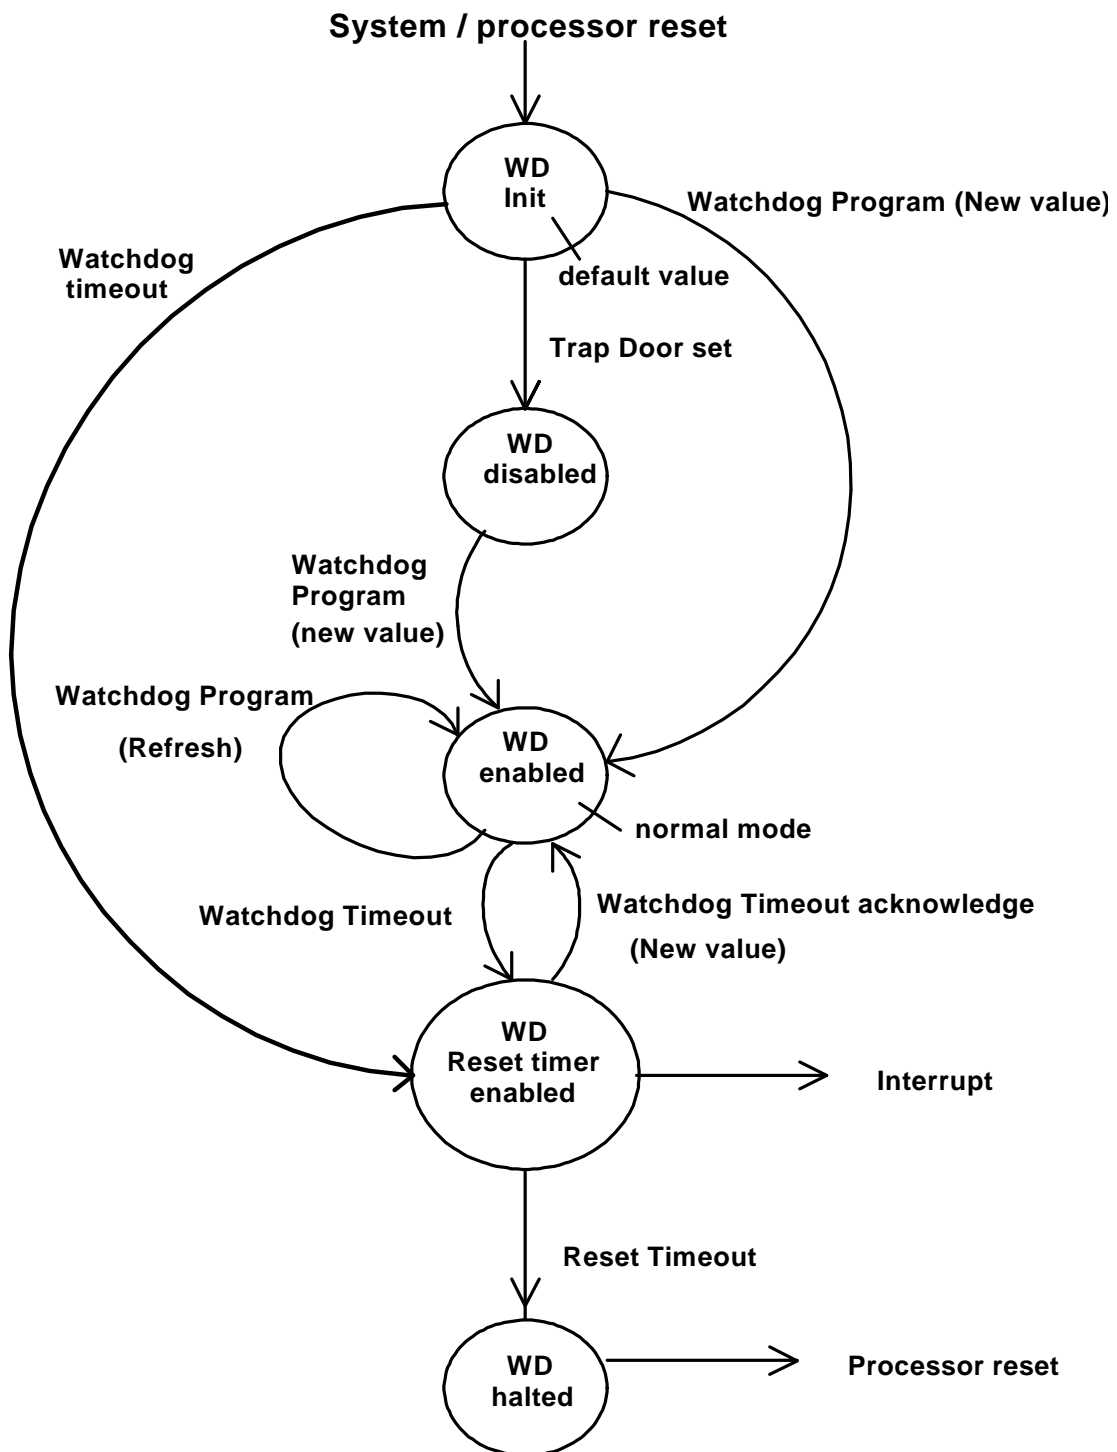 System / processor reset
WD
Init
Watchdog Program (New value)
Watchdog
timeout
default value
Trap Door set
WD
disabled
Watchdog
Program
(new value)
Watchdog Program
(Refresh)
WD
enabled
normal mode
Watchdog Timeout
Watchdog Timeout acknowledge
(New value)
WD
Reset timer
enabled
Interrupt
Reset Timeout
WD
halted
Processor reset